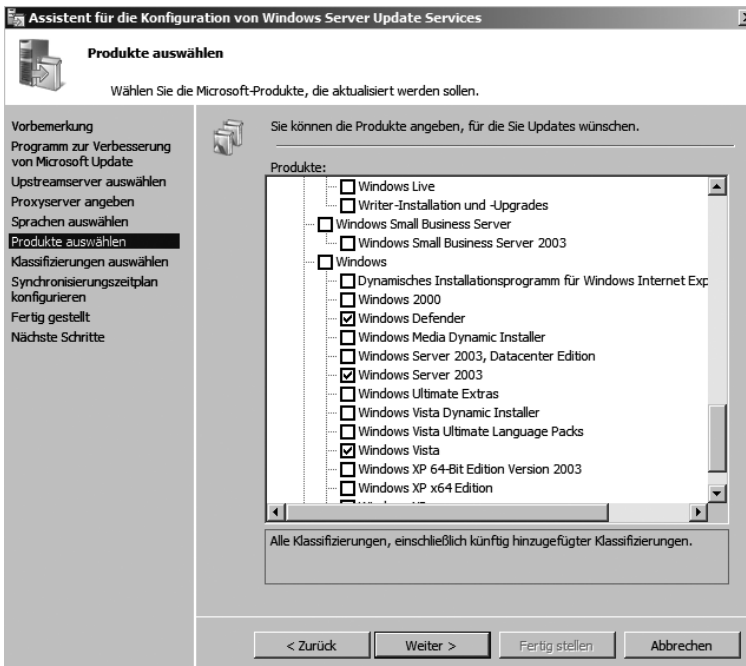 Assistent für die Konfiguration von Windows Server Update Services
Produkte auswählen
Wählen Sie die Microsoft-Produkte, die aktualisiert werden sollen.
Vorbemerkung
Programm zur Verbesserung
von Microsoft Update
Upstreamserver auswählen
Proxyserver angeben
Sprachen auswählen
Produkte auswählen
Klassifizierungen auswählen
Synchronisierungszeitplan
konfigurieren
Fertig gestellt
Nächste Schritte
Sie können die Produkte angeben, für die Sie Updates wünschen.
Produkte:
Windows Live
Writer-Installation und -Upgrades
Windows Small Business Server
Windows Small Business Server 2003
Windows
Dynamisches Installationsprogramm für Windows Internet Exp
Windows 2000
Windows Defender
Windows Media Dynamic Installer
Windows Server 2003, Datacenter Edition
Windows Server 2003
Windows Ultimate Extras
Windows Vista Dynamic Installer
Windows Vista Ultimate Language Packs
Windows Vista
Windows XP 64-Bit Edition Version 2003
Windows XP x64 Edition
Alle Klassifizierungen, einschließlich künftig hinzugefügter Klassifizierungen.
< Zurück
Weiter >
Fertig stellen
Abbrechen